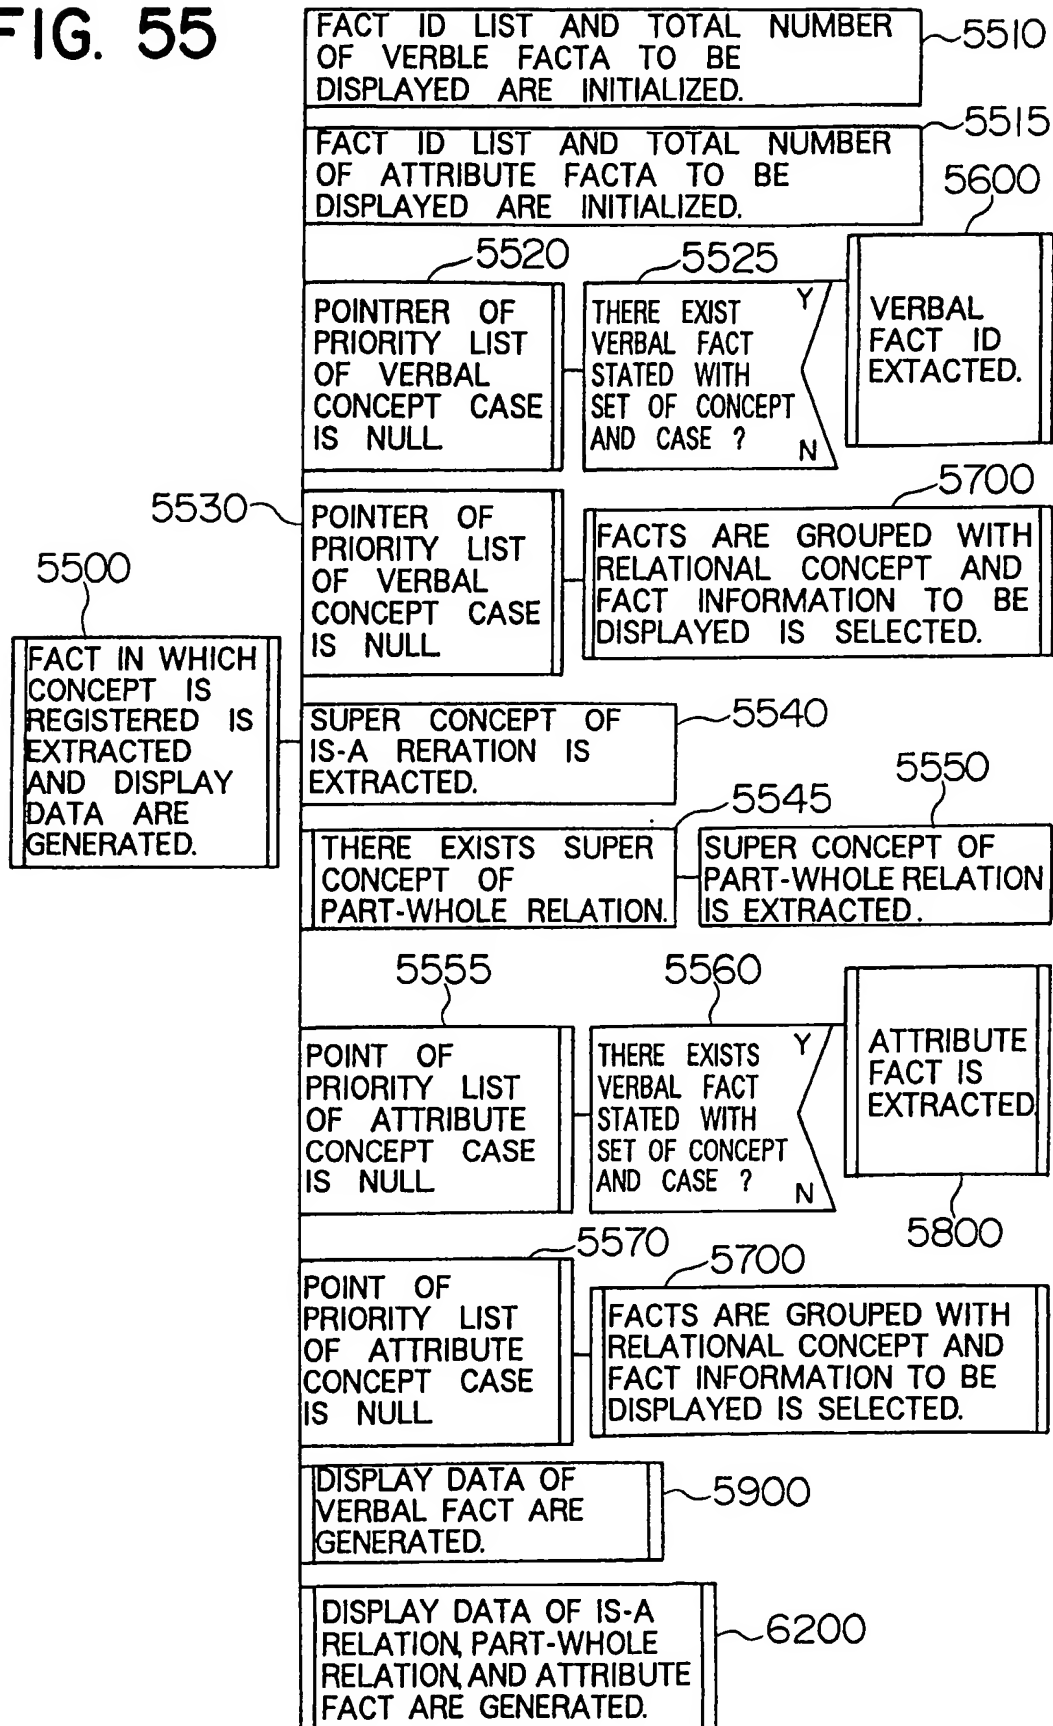 FIG. 55
FACT ID LIST AND TOTAL NUMBER
OF VERBLE FACTA TO BE
DISPLAYED ARE INITIALIZED.
5510
FACT ID LIST AND TOTAL NUMBER
OF ATTRIBUTE FACTA TO BE
DISPLAYED ARE INITIALIZED.
5515
5520
POINTRER OF
PRIORITY LIST
OF VERBAL
CONCEPT CASE
IS NULL
5525
THERE EXIST
VERBAL FACT
STATED WITH
SET OF CONCEPT
AND CASE ?
Y
N
5600
VERBAL
FACT ID
EXTACTED.
5530
POINTER OF
PRIORITY LIST
OF VERBAL
CONCEPT CASE
IS NULL
5700
FACTS ARE GROUPED WITH
RELATIONAL CONCEPT AND
FACT INFORMATION TO BE
DISPLAYED IS SELECTED.
5500
FACT IN WHICH
CONCEPT IS
REGISTERED IS
EXTRACTED
AND DISPLAY
DATA ARE
GENERATED.
SUPER CONCEPT OF
IS-A RERATION IS
EXTRACTED.
5540
5545
THERE EXISTS SUPER
CONCEPT OF
PART-WHOLE RELATION.
5550
SUPER CONCEPT OF
PART-WHOLE RELATION
IS EXTRACTED.
5555
POINT OF
PRIORITY LIST
OF ATTRIBUTE
CONCEPT CASE
IS NULL
5560
THERE EXISTS
VERBAL FACT
STATED WITH
SET OF CONCEPT
AND CASE ?
Y
N
ATTRIBUTE
FACT IS
EXTRACTED
5800
5570
POINT OF
PRIORITY LIST
OF ATTRIBUTE
CONCEPT CASE
IS NULL
5700
FACTS ARE GROUPED WITH
RELATIONAL CONCEPT AND
FACT INFORMATION TO BE
DISPLAYED IS SELECTED.
DISPLAY DATA OF
VERBAL FACT ARE
GENERATED.
5900
DISPLAY DATA OF IS-A
RELATION, PART-WHOLE
RELATION, AND ATTRIBUTE
FACT ARE GENERATED.
6200